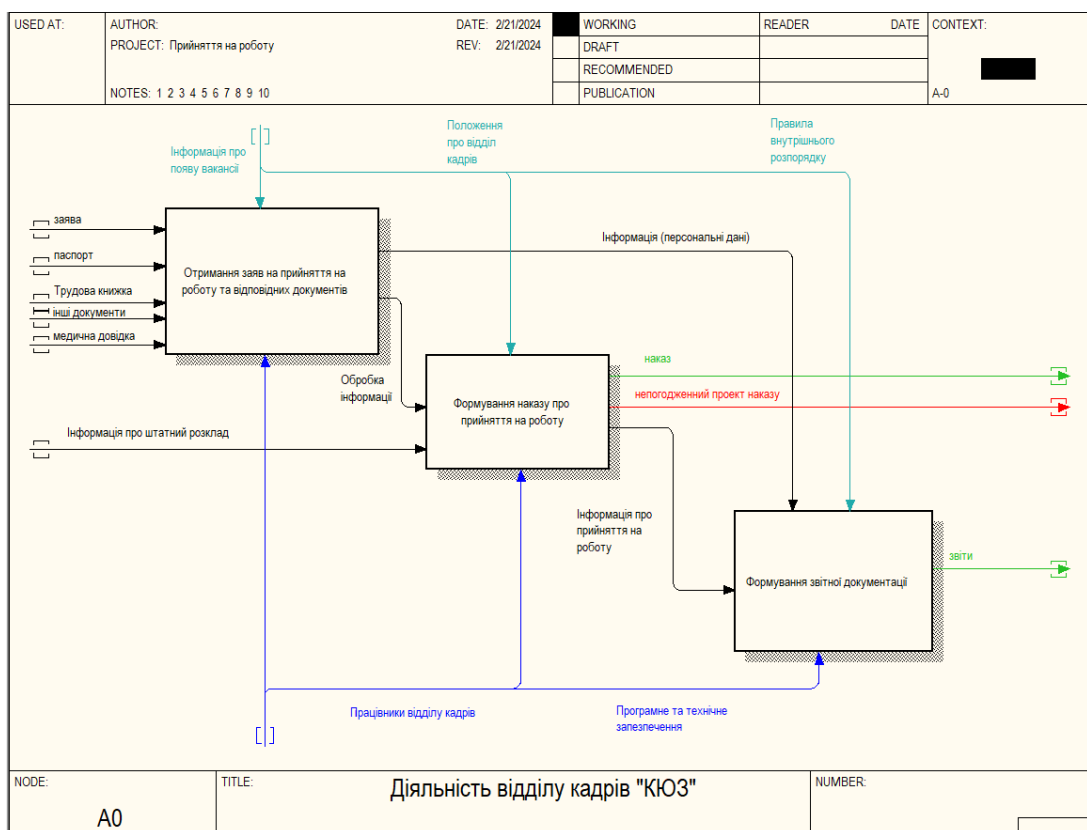 USED AT:
AUTHOR:
DATE: 2/21/2024
WORKING
READER
DATE
CONTEXT:
PROJECT: Прийняття на роботу
REV: 2/21/2024
DRAFT
RECOMMENDED
NOTES: 1 2 3 4 5 6 7 8 9 10
PUBLICATION
A-0
Інформація про
появу вакансії
Положення
про відділ
кадрів
Правила
внутрішнього
розпорядку
заява
паспорт
Трудова книжка
інші документи
медична довідка
Отримання заяв на прийняття на
роботу та відповідних документів
Інформація (персональні дані)
Обробка
інформації
Формування наказу про
прийняття на роботу
наказ
непогодженний проект наказу
Інформація про штатний розклад
Інформація про
прийняття на
роботу
Формування звітної документації
звіти
Працівники відділу кадрів
Програмне та технічне
запезпечення
NODE:
A0
TITLE:
Діяльність відділу кадрів "КЮЗ"
NUMBER: